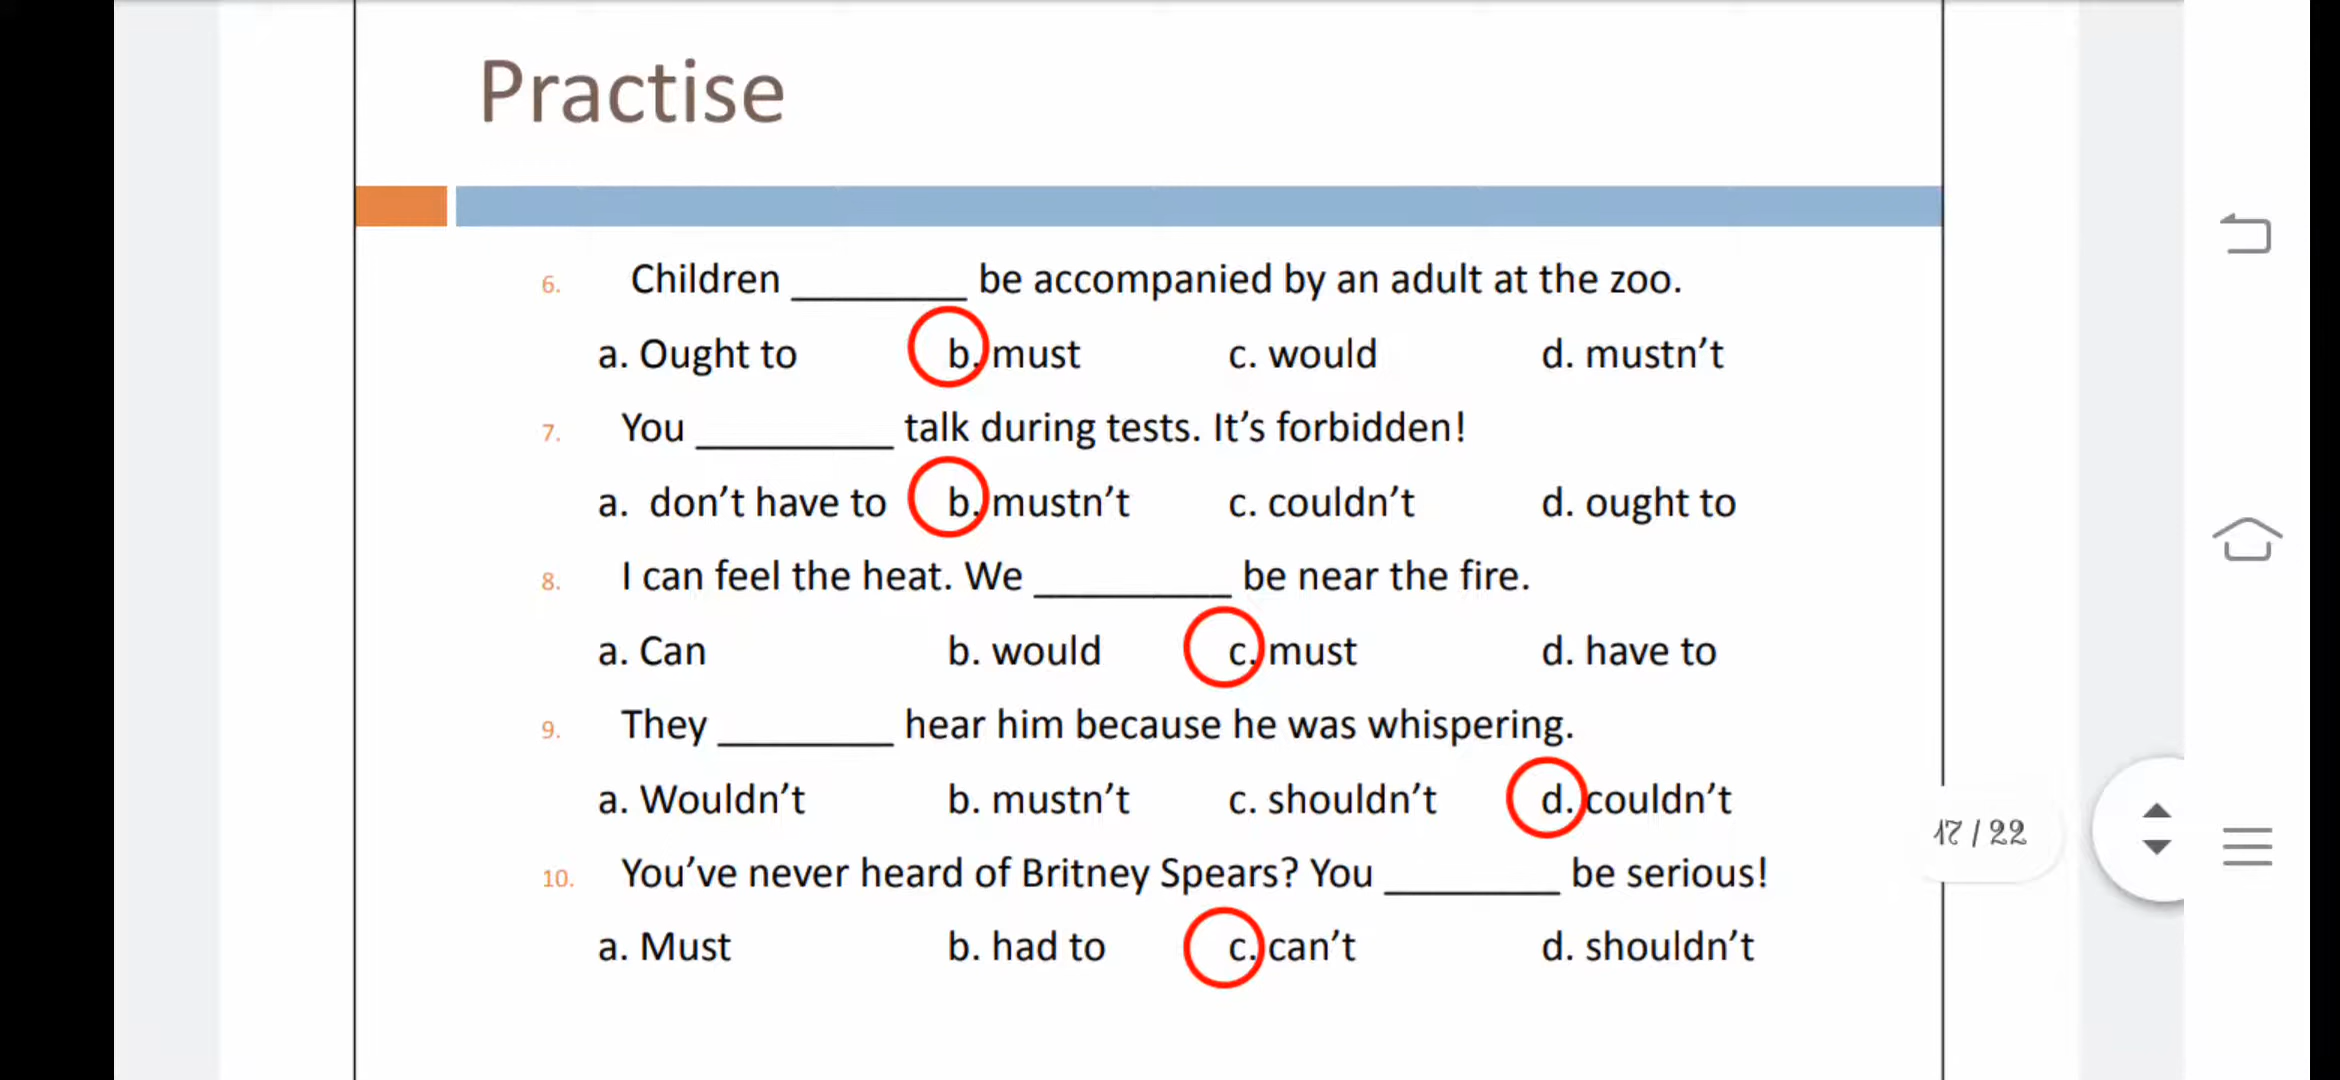 Practise
6. Children ________ be accompanied by an adult at the zoo.
a. Ought to b. must c. would d. mustn’t
7. You _________ talk during tests. It’s forbidden!
a. don’t have to b. mustn’t c. couldn’t d. ought to
8. I can feel the heat. We _________ be near the fire.
a. Can b. would c. must d. have to
9. They ________ hear him because he was whispering.
a. Wouldn’t b. mustn’t c. shouldn’t d. couldn’t
17 / 22
10. You’ve never heard of Britney Spears? You ________ be serious!
a. Must b. had to c. can’t d. shouldn’t